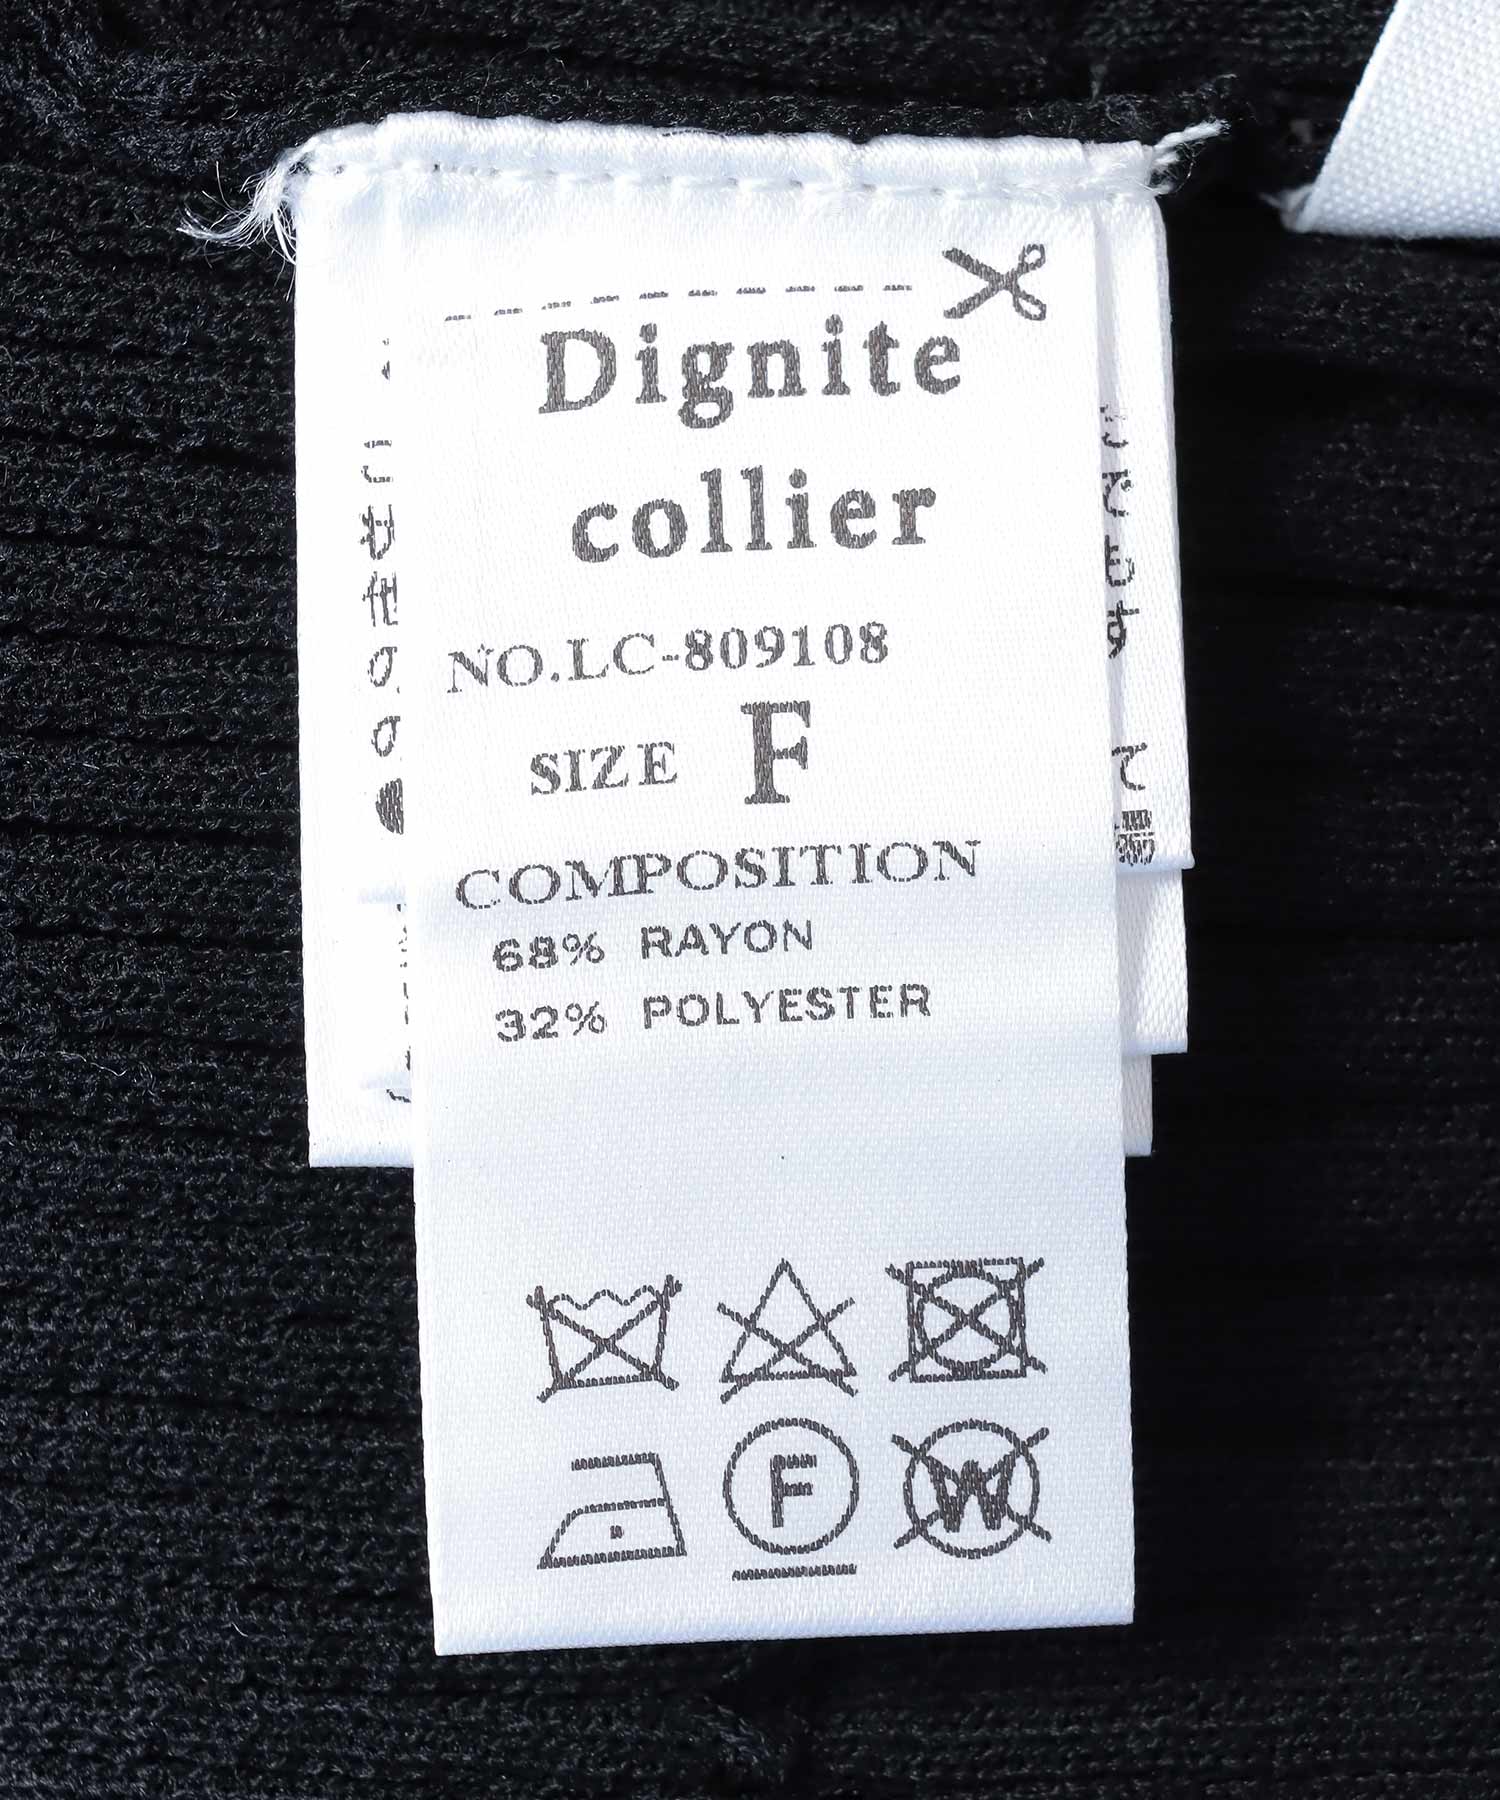 Dignite
collier
NO.LC-809108
SIZE F
COMPOSITION
68% RAYON
32% POLYESTER
F
W